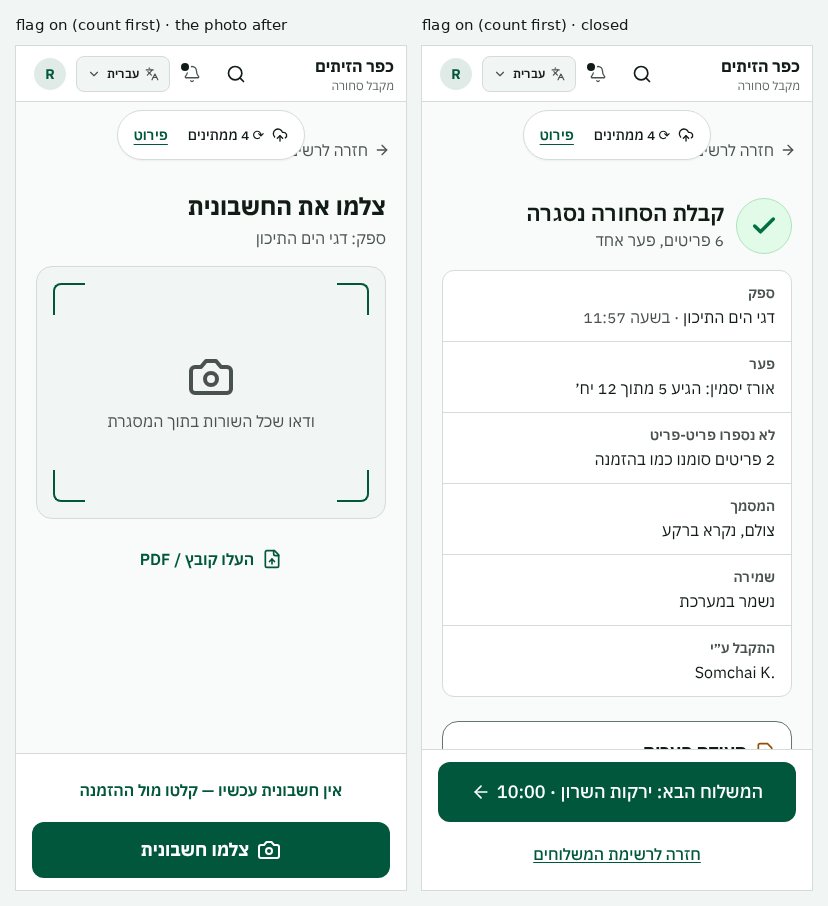 flag on (count first) · the photo after
כפר הזיתים
מקבל סחורה
עברית
R
4 ממתינים
פירוט
חזרה
צלמו את החשבונית
ספק: דגי הים התיכון
ודאו שכל השורות בתוך המסגרת
העלו קובץ / PDF
אין חשבונית עכשיו — קלטו מול ההזמנה
צלמו חשבונית
flag on (count first) · closed
כפר הזיתים
מקבל סחורה
עברית
R
4 ממתינים
פירוט
חזרה
קבלת הסחורה נסגרה
6 פריטים, פער אחד
ספק
דגי הים התיכון · בשעה 11:57
פער
אורז יסמין: הגיע 5 מתוך 12 יח׳
לא נספרו פריט-פריט
2 פריטים סומנו כמו בהזמנה
המסמך
צולם, נקרא ברקע
שמירה
נשמר במערכת
התקבל ע״י
Somchai K.
המשלוח הבא: ירקות השרון · 10:00
חזרה לרשימת המשלוחים